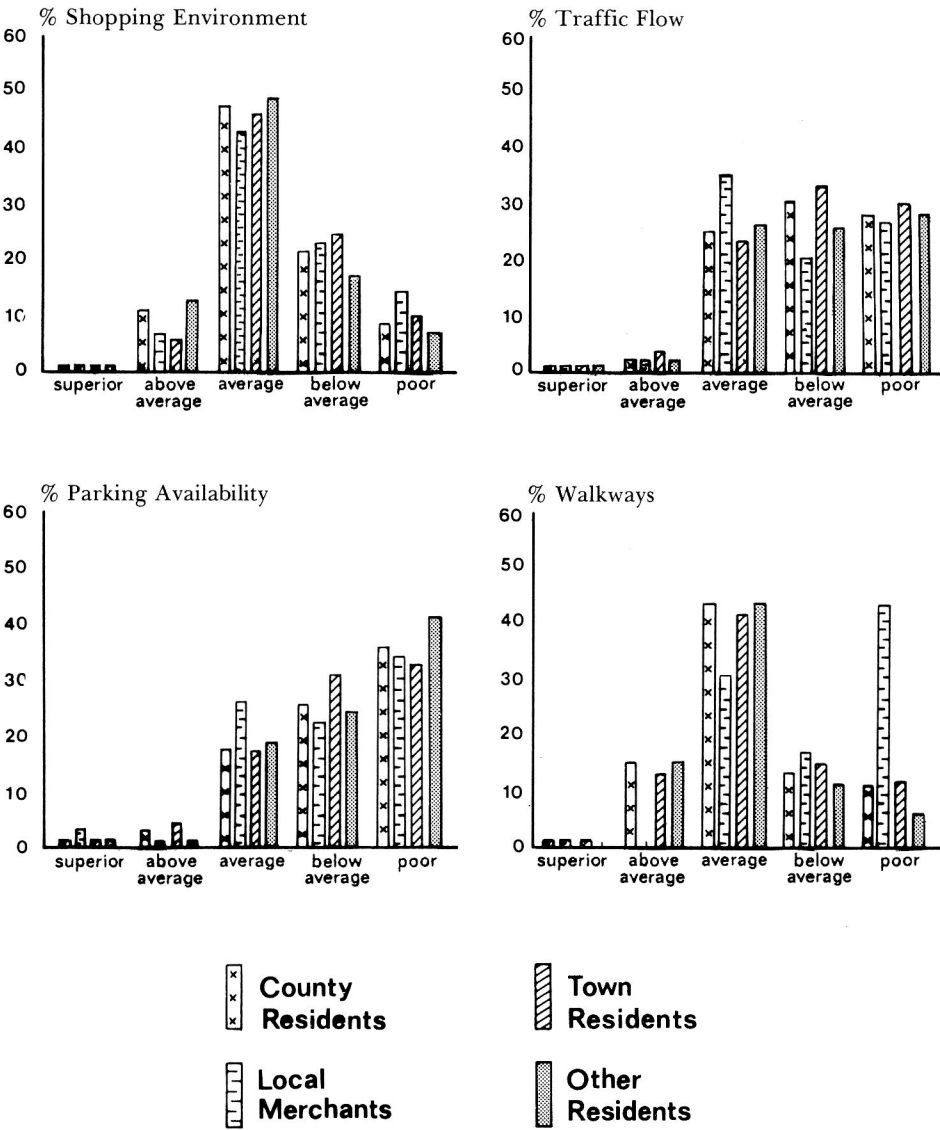 % Shopping Environment
60
50
40
30
20
10
0
superior above average average below average poor
% Traffic Flow
60
50
40
30
20
10
0
superior above average average below average poor
% Parking Availability
60
50
40
30
20
10
0
superior above average average below average poor
% Walkways
60
50
40
30
20
10
0
superior above average average below average poor
County
Residents
Town
Residents
Local
Merchants
Other
Residents